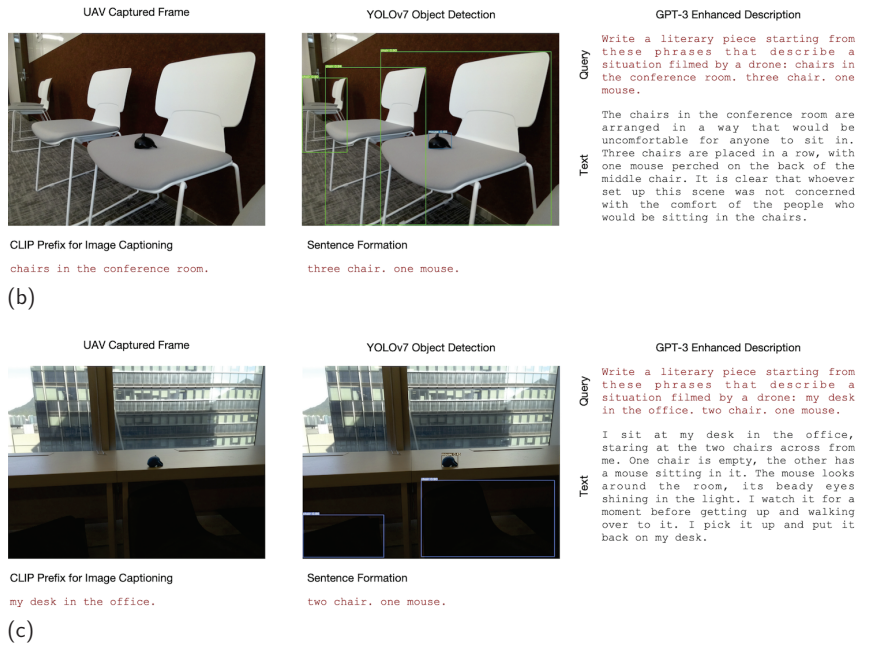 UAV Captured Frame
YOLOv7 Object Detection
GPT-3 Enhanced Description
Query
Write a literary piece starting from
these phrases that describe a
situation filmed by a drone: chairs in
the conference room. three chair. one
mouse.
Text
The chairs in the conference room are
arranged in a way that would be
uncomfortable for anyone to sit in.
Three chairs are placed in a row, with
one mouse perched on the back of the
middle chair. It is clear that whoever
set up this scene was not concerned
with the comfort of the people who
would be sitting in the chairs.
CLIP Prefix for Image Captioning
Sentence Formation
chairs in the conference room.
three chair. one mouse.
(b)
UAV Captured Frame
YOLOv7 Object Detection
GPT-3 Enhanced Description
Query
Write a literary piece starting from
these phrases that describe a
situation filmed by a drone: my desk
in the office. two chair. one mouse.
Text
I sit at my desk in the office,
staring at the two chairs across from
me. One chair is empty, the other has
a mouse sitting in it. The mouse looks
around the room, its beady eyes
shining in the light. I watch it for a
moment before getting up and walking
over to it. I pick it up and put it
back on my desk.
CLIP Prefix for Image Captioning
Sentence Formation
my desk in the office.
two chair. one mouse.
(c)